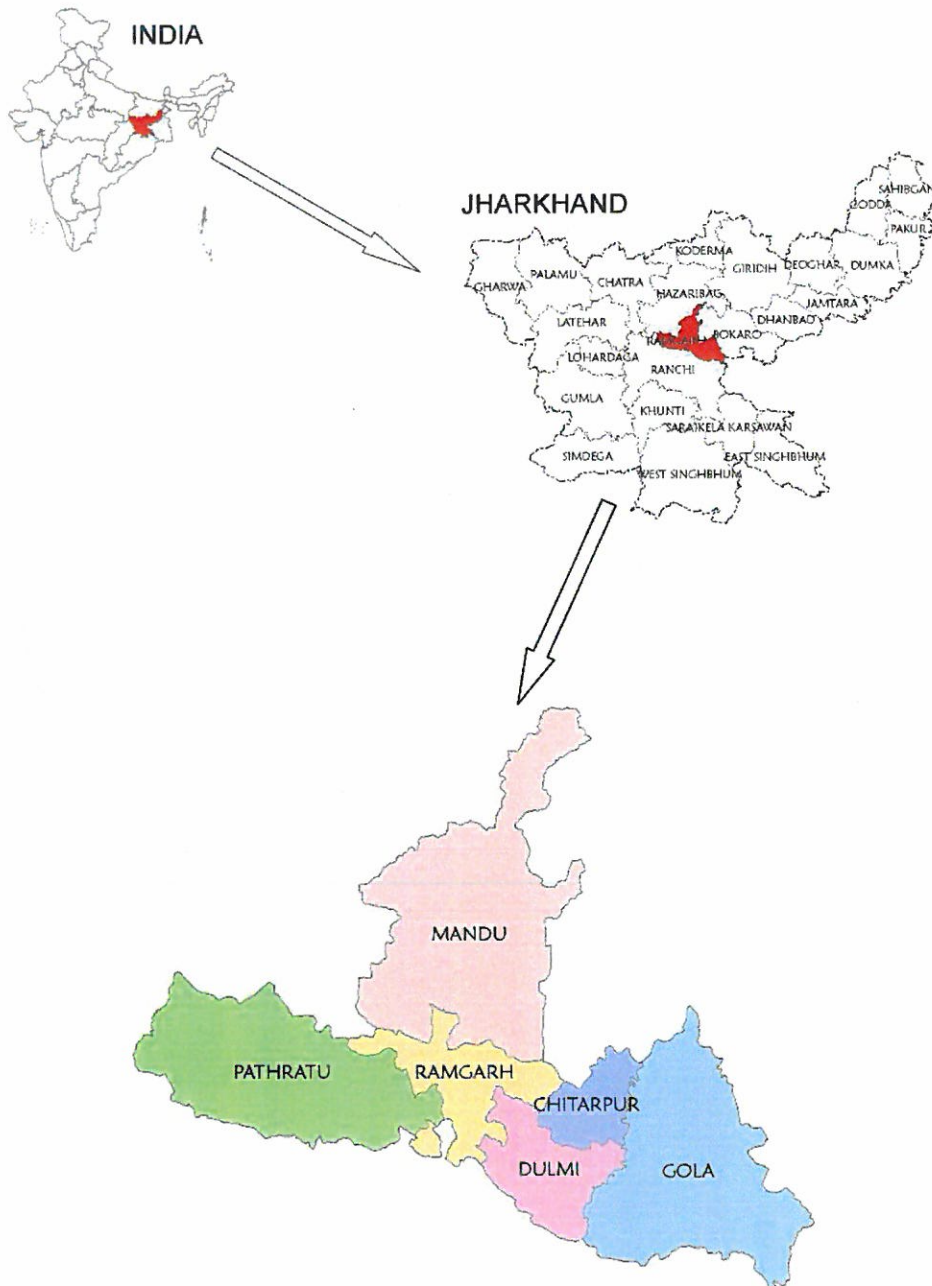 INDIA
JHARKHAND
SAHIBGAN
GODDA
PAKUR
KODERMA
GIRIDIH
DEOGHAR
DUMKA
PALAMU
CHATRA
GHARWA
HAZARIBAG
JAMTARA
DHANBAD
LATEHAR
BOKARO
LOHARDAGA
RANCHI
GUMLA
KHUNTI
SARAIKELA KARSAWAN
SIMDEGA
EAST SINGHBHUM
WEST SINGHBHUM
MANDU
PATHRATU
RAMGARH
CHITARPUR
DULMI
GOLA